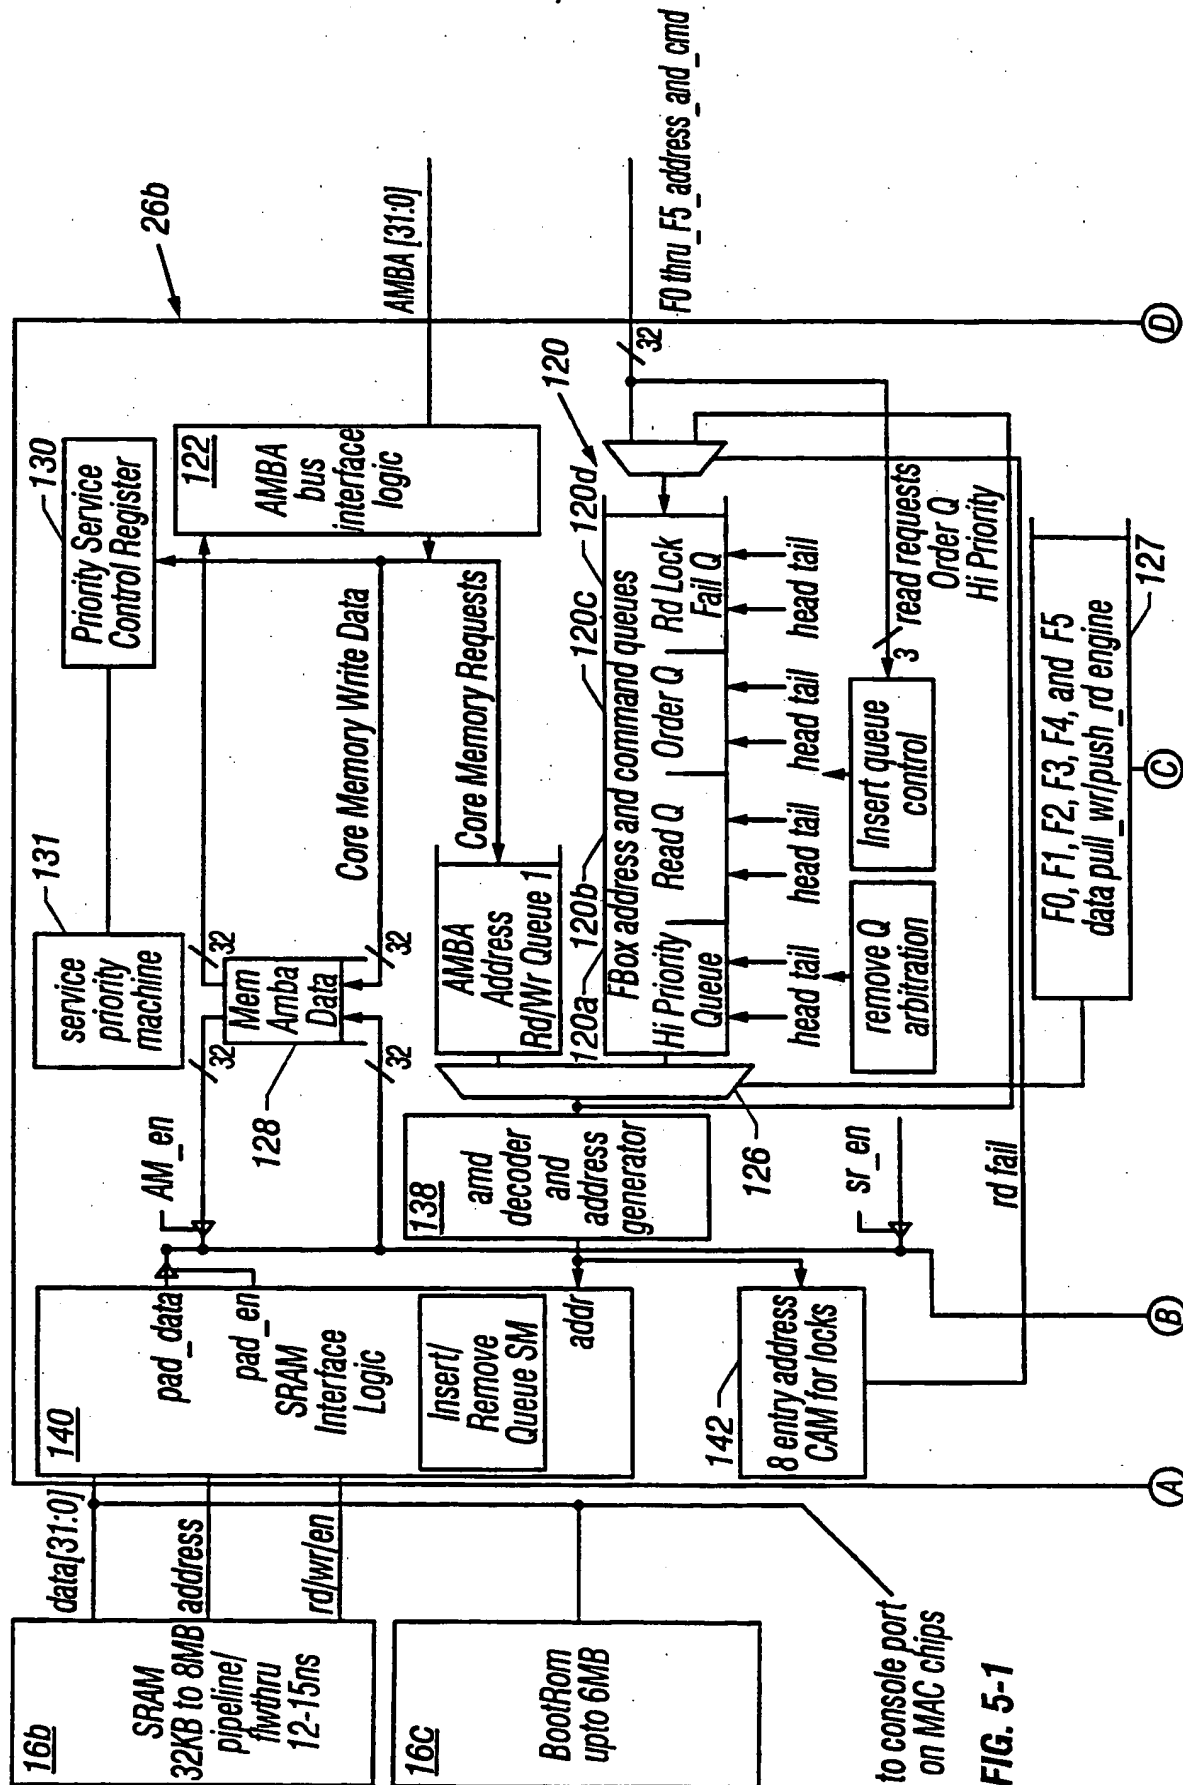 16b
SRAM
32KB to 8MB
pipeline/
flwthru
12-15ns
16c
BootRom
upto 6MB
to console port
on MAC chips
FIG. 5-1
data[31:0]
address
rd/wr/en
140
pad_data
pad_en
SRAM
Interface
Logic
Insert/
Remove
Queue SM
addr
142
8 entry address
CAM for locks
AM_en
128
138
amd
decoder
and
address
generator
126
sr_en
rd fail
131
service
priority
machine
32
32
Mem
Amba
Data
32
32
Core Memory Write Data
Core Memory Requests
AMBA
Address
Rd/Wr Queue 1
130
Priority Service
Control Register
122
AMBA
bus
interface
logic
26b
AMBA [31:0]
120a
120b
120c
120d
120
FBox address and command queues
Hi Priority
Queue
Read Q
Order Q
Rd Lock
Fail Q
head tail
head tail
head tail
head tail
remove Q
arbitration
Insert queue
control
32
F0 thru_F5_address_and_cmd
3
read requests
Order Q
Hi Priority
F0, F1, F2, F3, F4, and F5
data pull_wr/push_rd engine
127
A
B
C
D